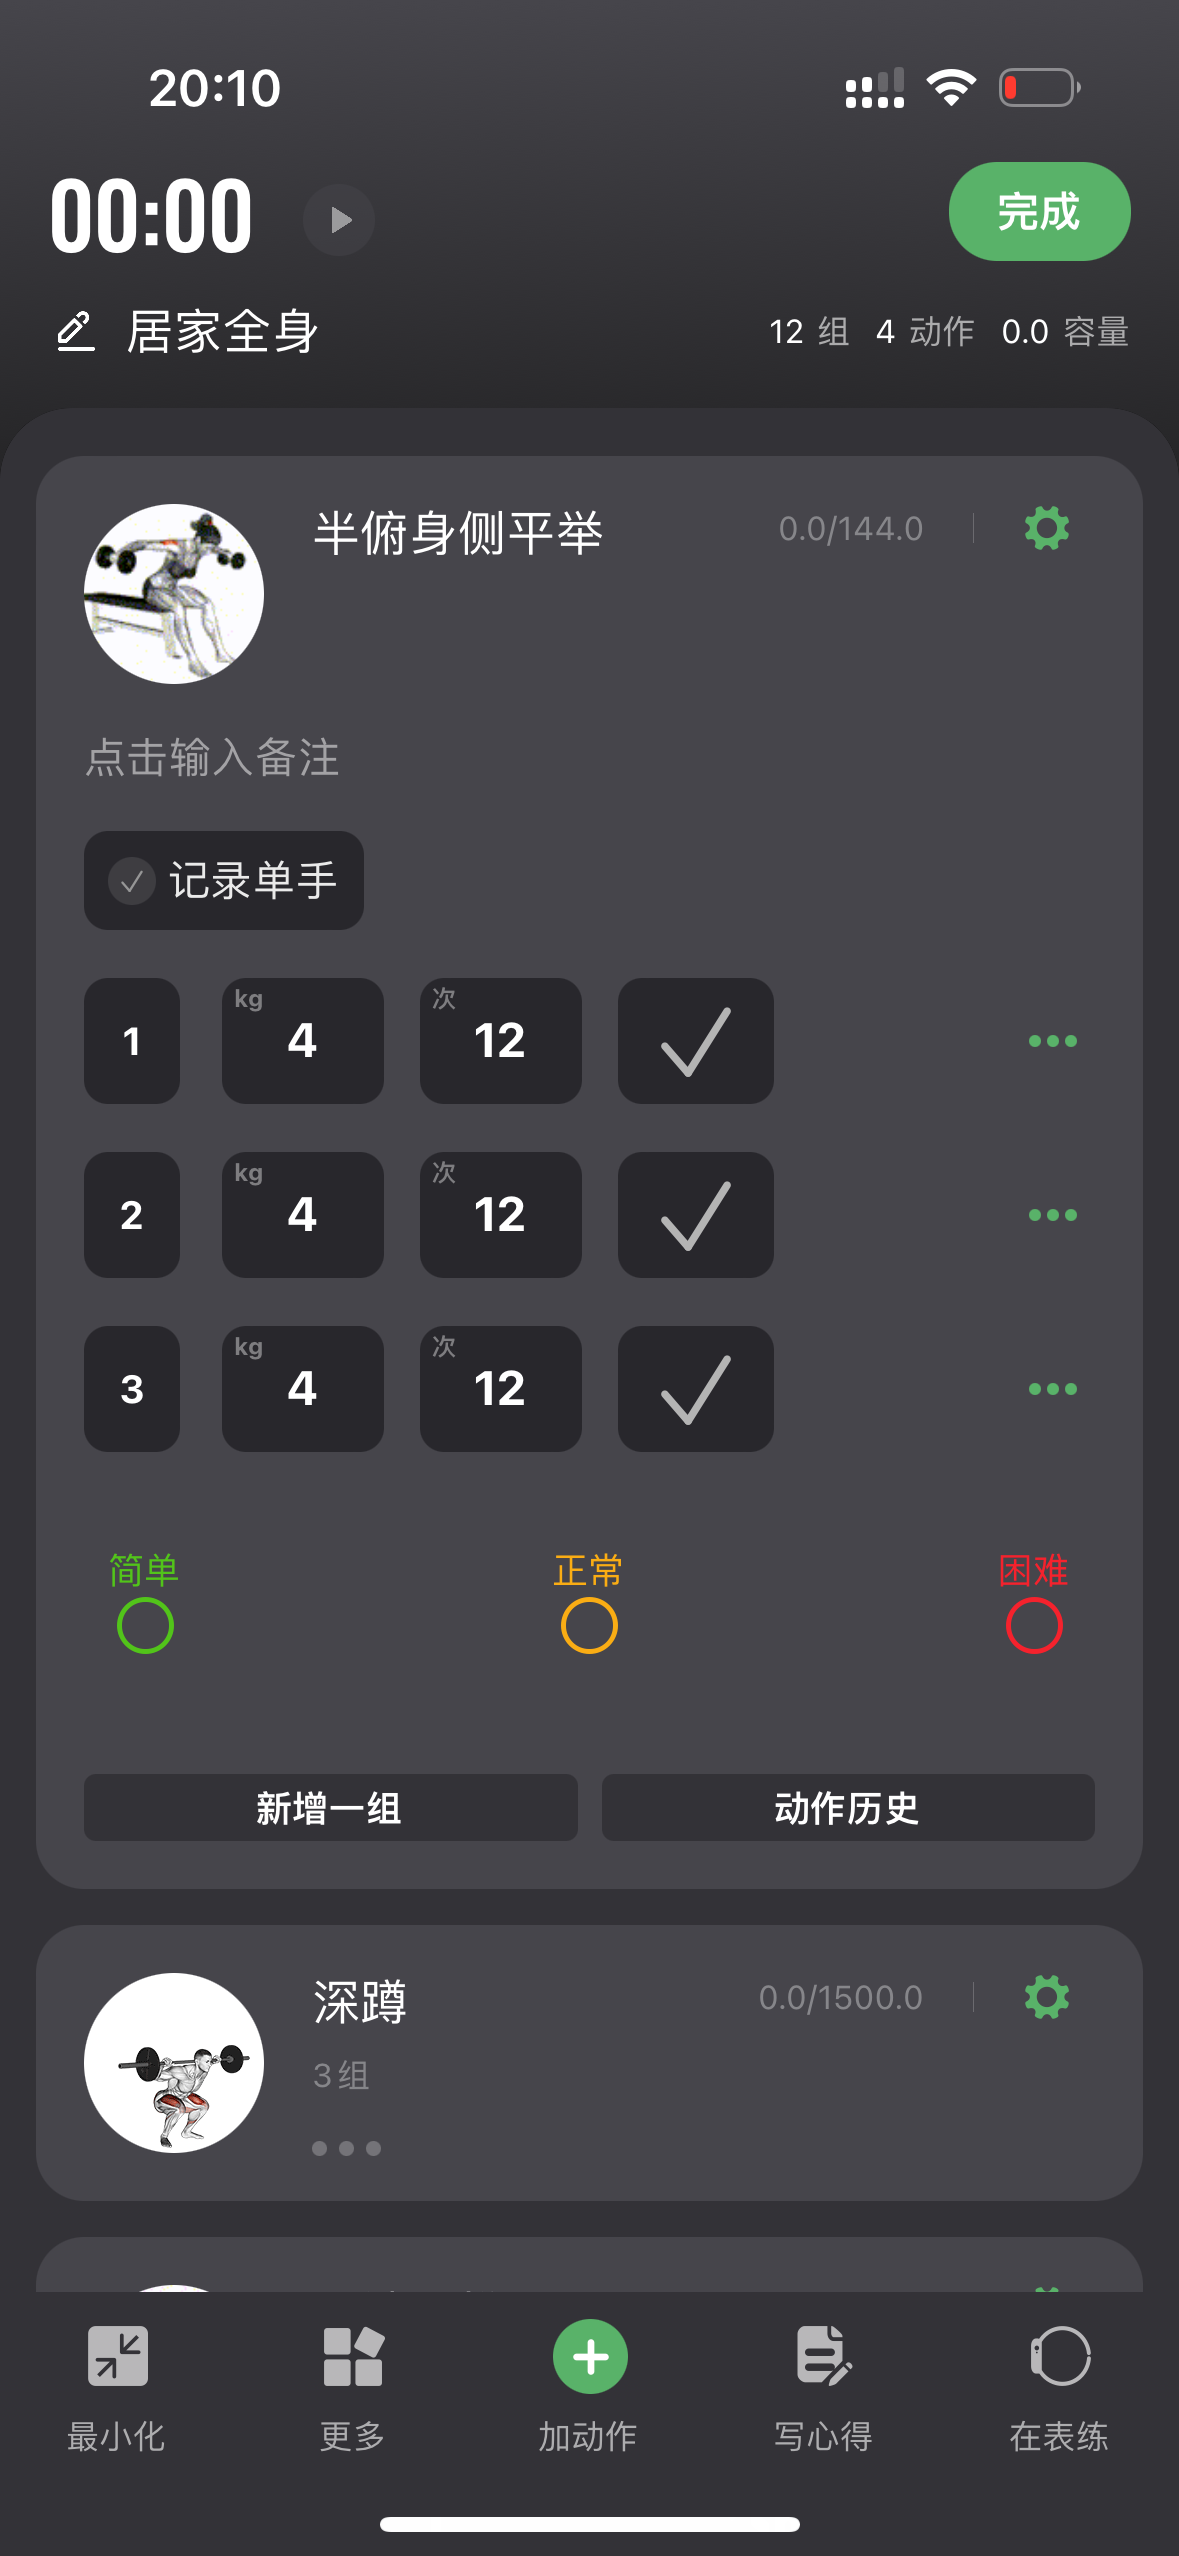 20:10
00:00
完成
居家全身
12 组 4 动作 0.0 容量
半俯身侧平举
0.0/144.0
点击输入备注
记录单手
1 kg 4 次 12
2 kg 4 次 12
3 kg 4 次 12
简单 正常 困难
新增一组 动作历史
深蹲
0.0/1500.0
3组
最小化 更多 加动作 写心得 在表练